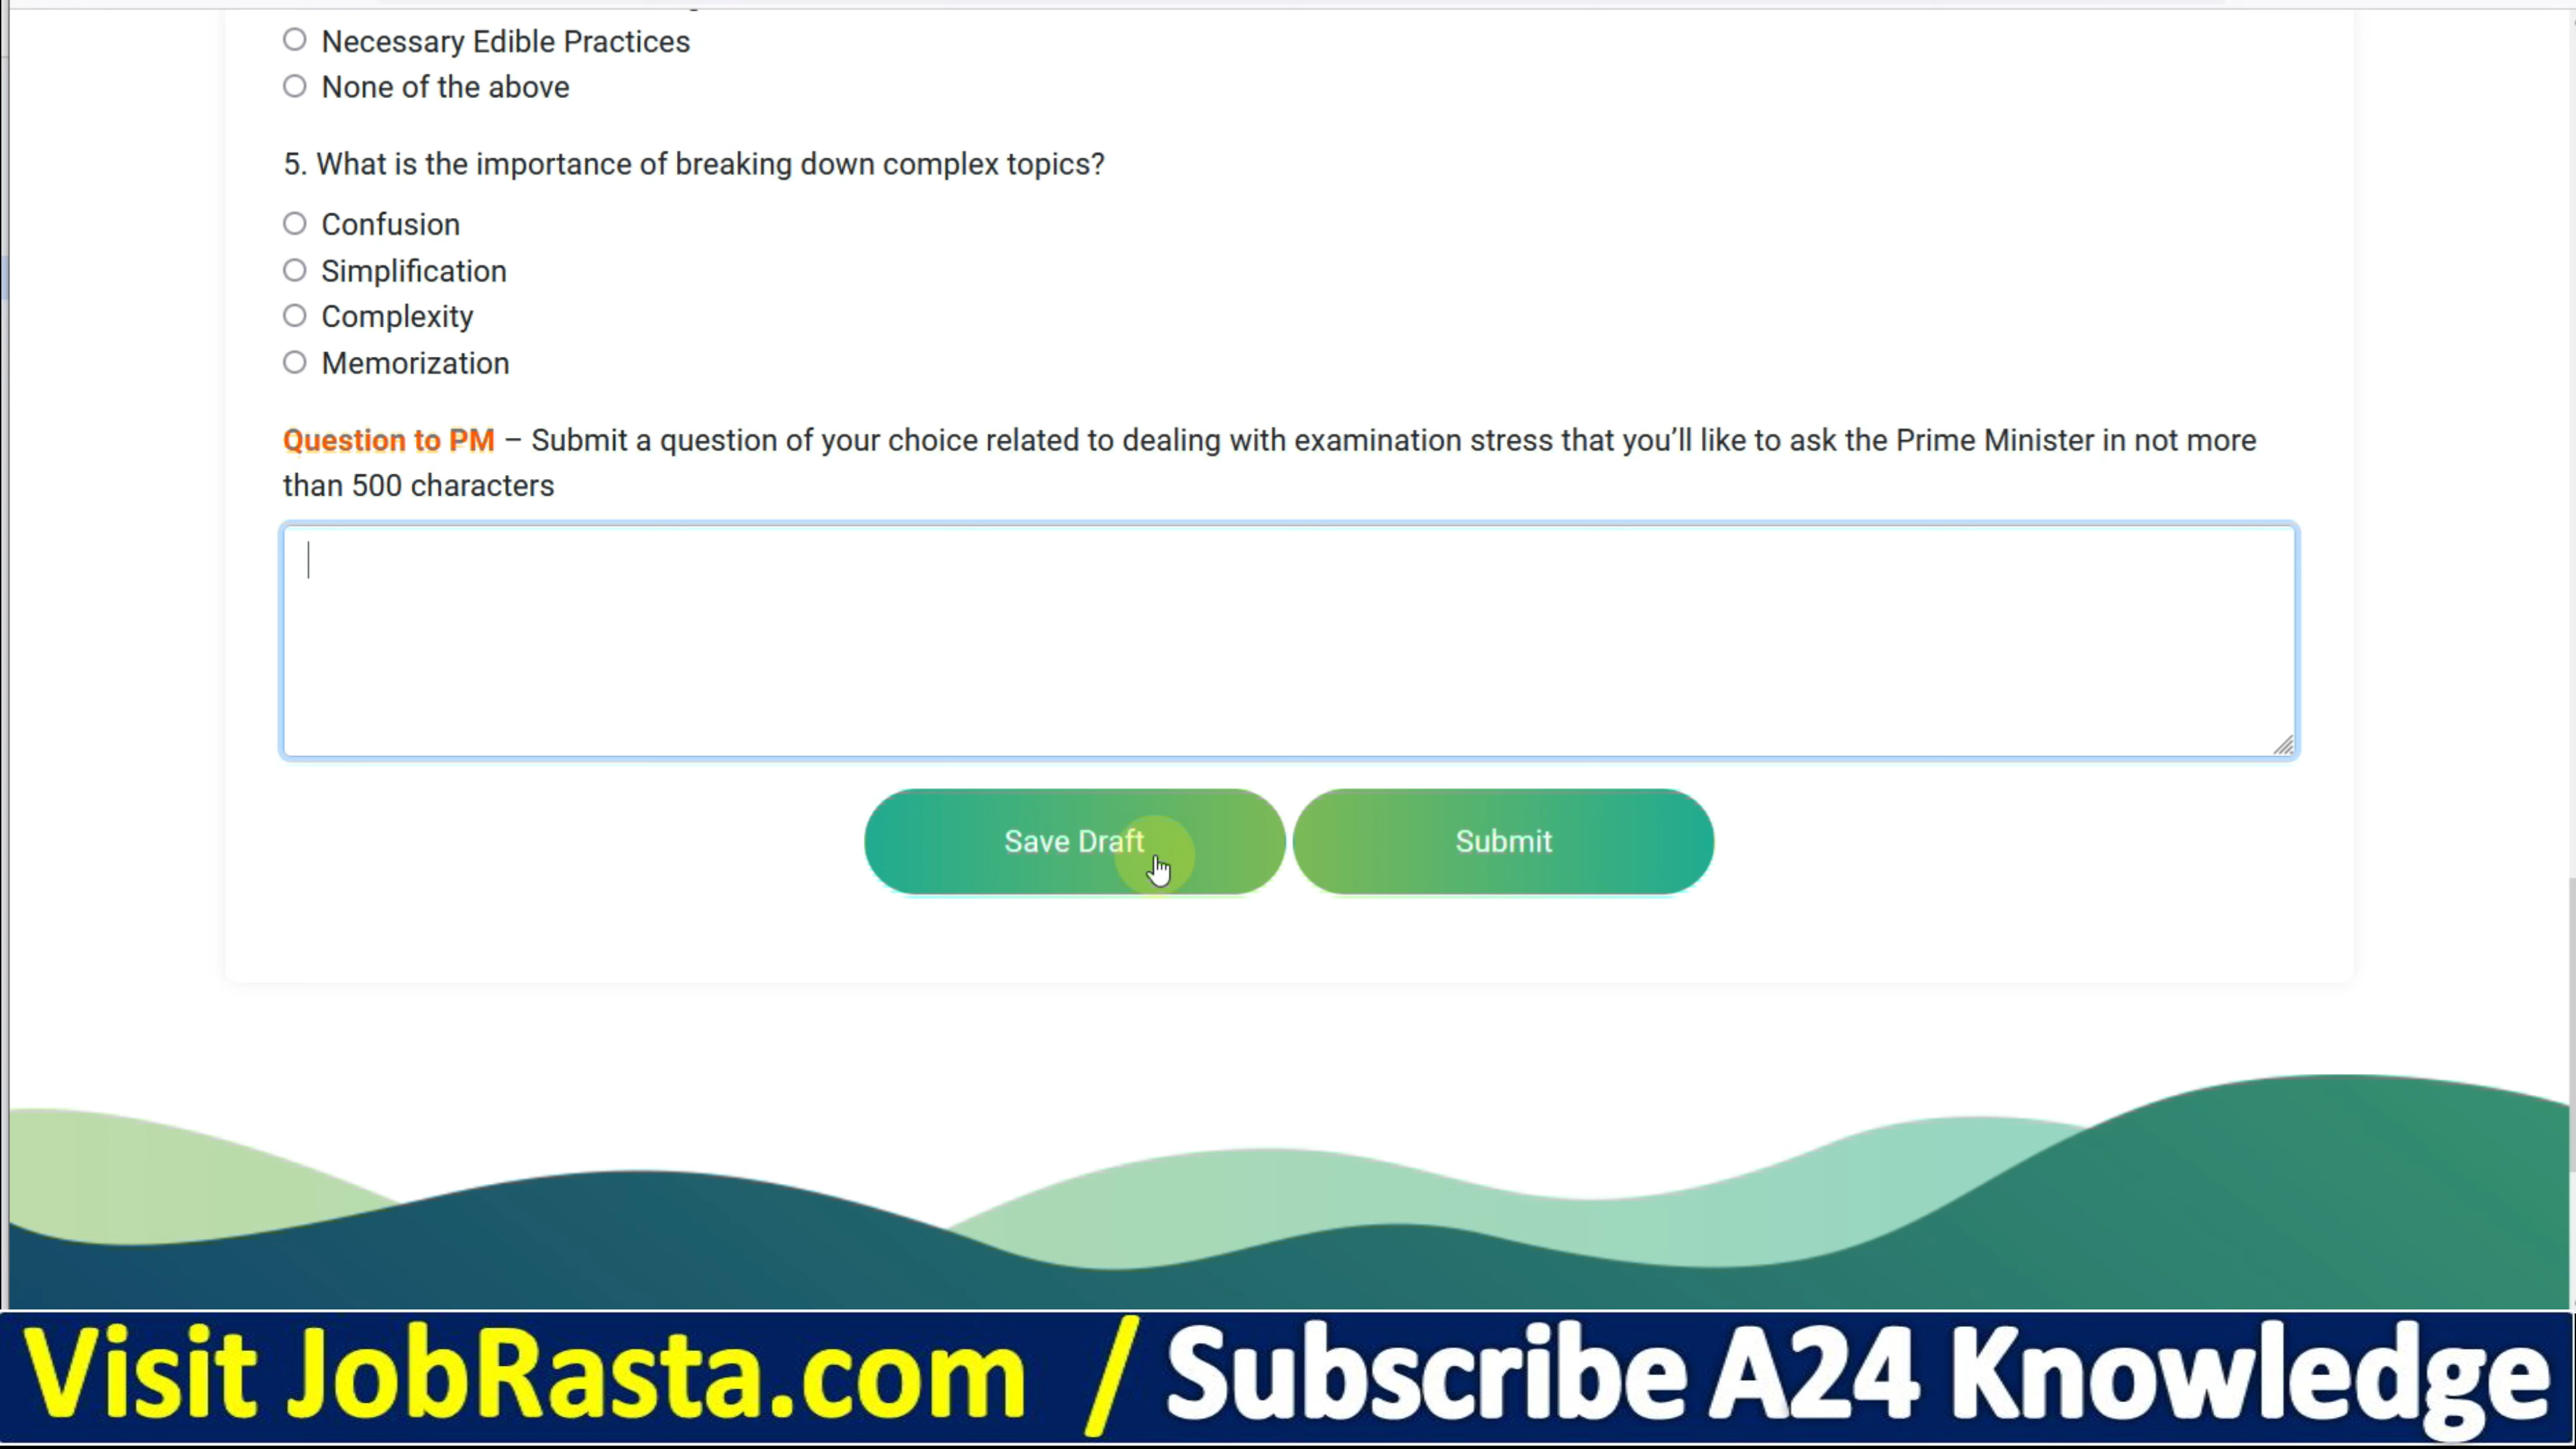 Necessary Edible Practices
None of the above
5. What is the importance of breaking down complex topics?
Confusion
Simplification
Complexity
Memorization
Question to PM – Submit a question of your choice related to dealing with examination stress that you’ll like to ask the Prime Minister in not more
than 500 characters
Save Draft
Submit
Visit JobRasta.com / Subscribe A24 Knowledge